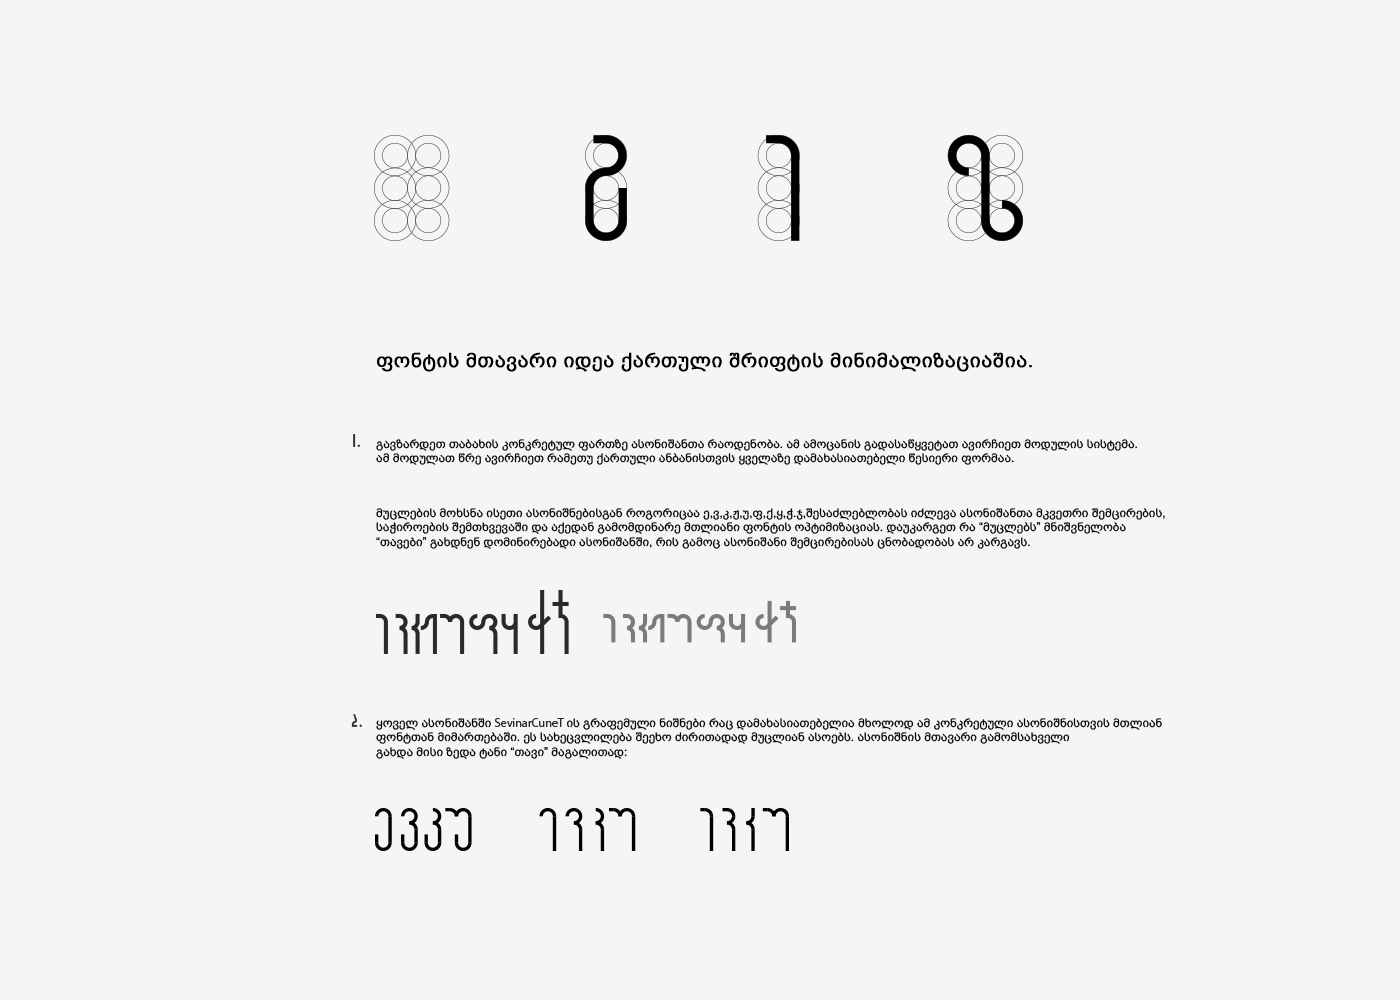 ფონტის მთავარი იდეა ქართული შრიფტის მინიმალიზაციაშია.
1. გავზარდეთ თაბახის კონკრეტულ ფართზე ასონიშანთა რაოდენობა. ამ ამოცანის გადასაწყვეტათ ავირჩიეთ მოდულის სისტემა.
ამ მოდულათ წრე ავირჩიეთ რამეთუ ქართული ანბანისთვის ყველაზე დამახასიათებელი წესიერი ფორმაა.
მუცლების მოხსნა ისეთი ასონიშნებისგან როგორიცაა ე,ვ,კ,ჟ,უ,ფ,ქ,ყ,ჭ.ჯ,შესაძლებლობას იძლევა ასონიშანთა მკვეთრი შემცირების,
საჭიროების შემთხვევაში და აქედან გამომდინარე მთლიანი ფონტის ოპტიმიზაციას. დაუკარგეთ რა “მუცლებს” მნიშვნელობა
“თავები” გახდნენ დომინირებადი ასონიშანში, რის გამოც ასონიშანი შემცირებისას ცნობადობას არ კარგავს.
2. ყოველ ასონიშანში SevinarCuneT ის გრაფემული ნიშნები რაც დამახასიათებელია მხოლოდ ამ კონკრეტული ასონიშნისთვის მთლიან
ფონტთან მიმართებაში. ეს სახეცვლილება შეეხო ძირითადად მუცლიან ასოებს. ასონიშნის მთავარი გამომსახველი
გახდა მისი ზედა ტანი “თავი” მაგალითად:
ევკუ ევკუ ევკუ